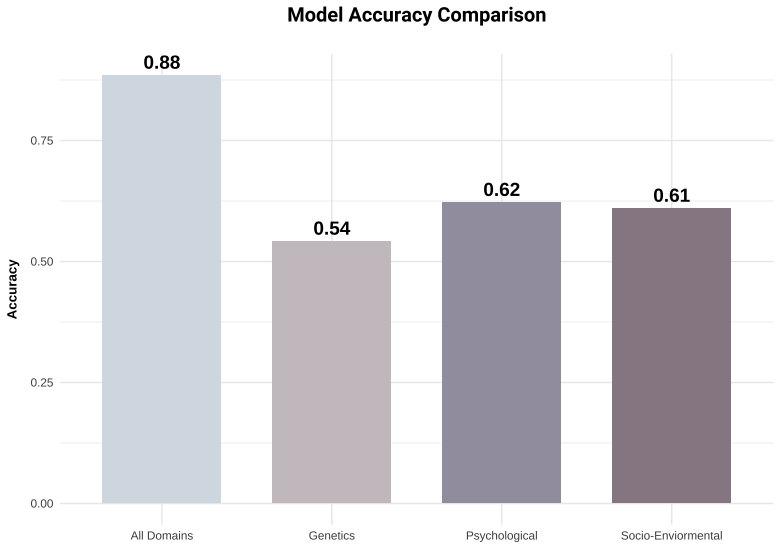 Model Accuracy Comparison
0.88
0.54
0.62
0.61
0.75
0.50
0.25
0.00
Accuracy
All Domains
Genetics
Psychological
Socio-Enviormental